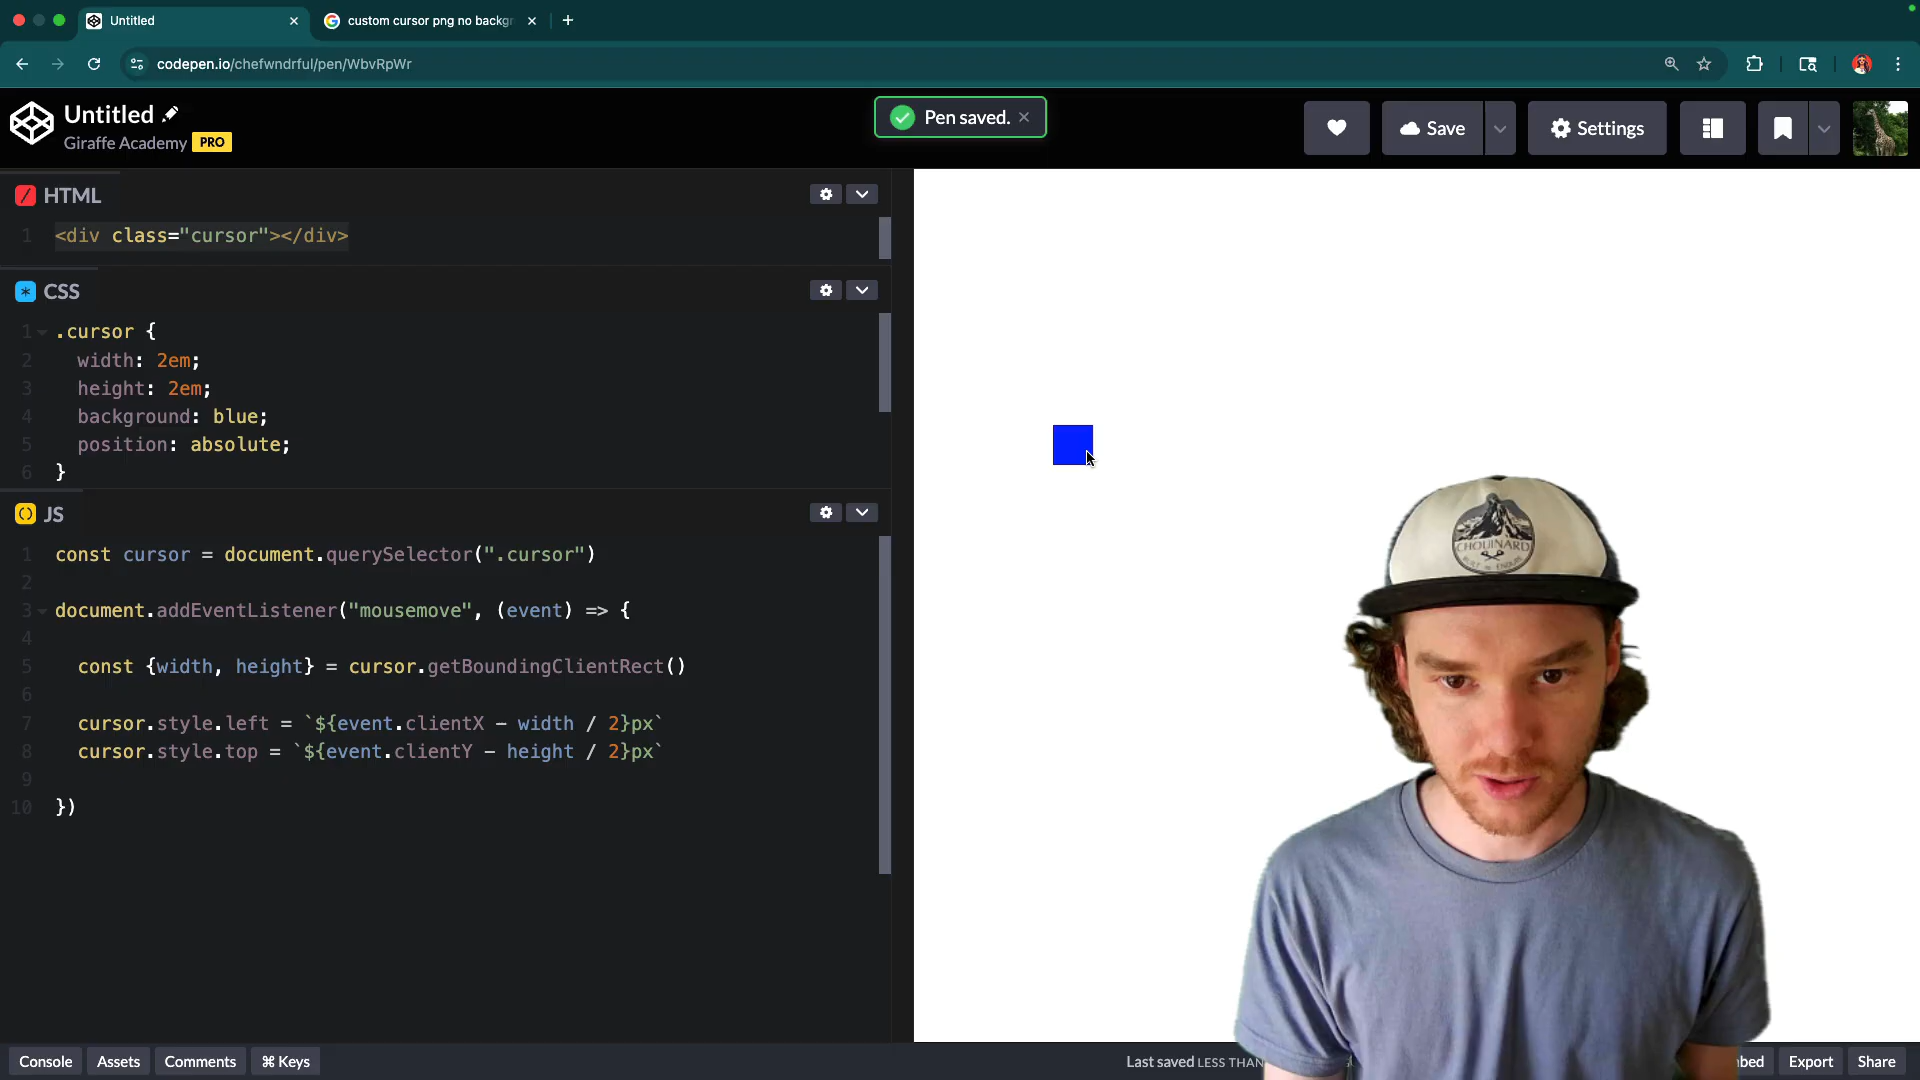 Untitled
custom cursor png no backgr
codepen.io/chefwndrful/pen/WbvRpWr
Untitled
Giraffe Academy PRO
Pen saved.
Save
Settings
HTML
1 <div class="cursor"></div>
CSS
1 .cursor {
2 width: 2em;
3 height: 2em;
4 background: blue;
5 position: absolute;
6 }
JS
1 const cursor = document.querySelector(".cursor")
2
3 document.addEventListener("mousemove", (event) => {
4
5 const {width, height} = cursor.getBoundingClientRect()
6
7 cursor.style.left = `${event.clientX - width / 2}px`
8 cursor.style.top = `${event.clientY - height / 2}px`
9
10 })
CHOUINARD
Console
Assets
Comments
⌘ Keys
Last saved LESS THAN
bed
Export
Share